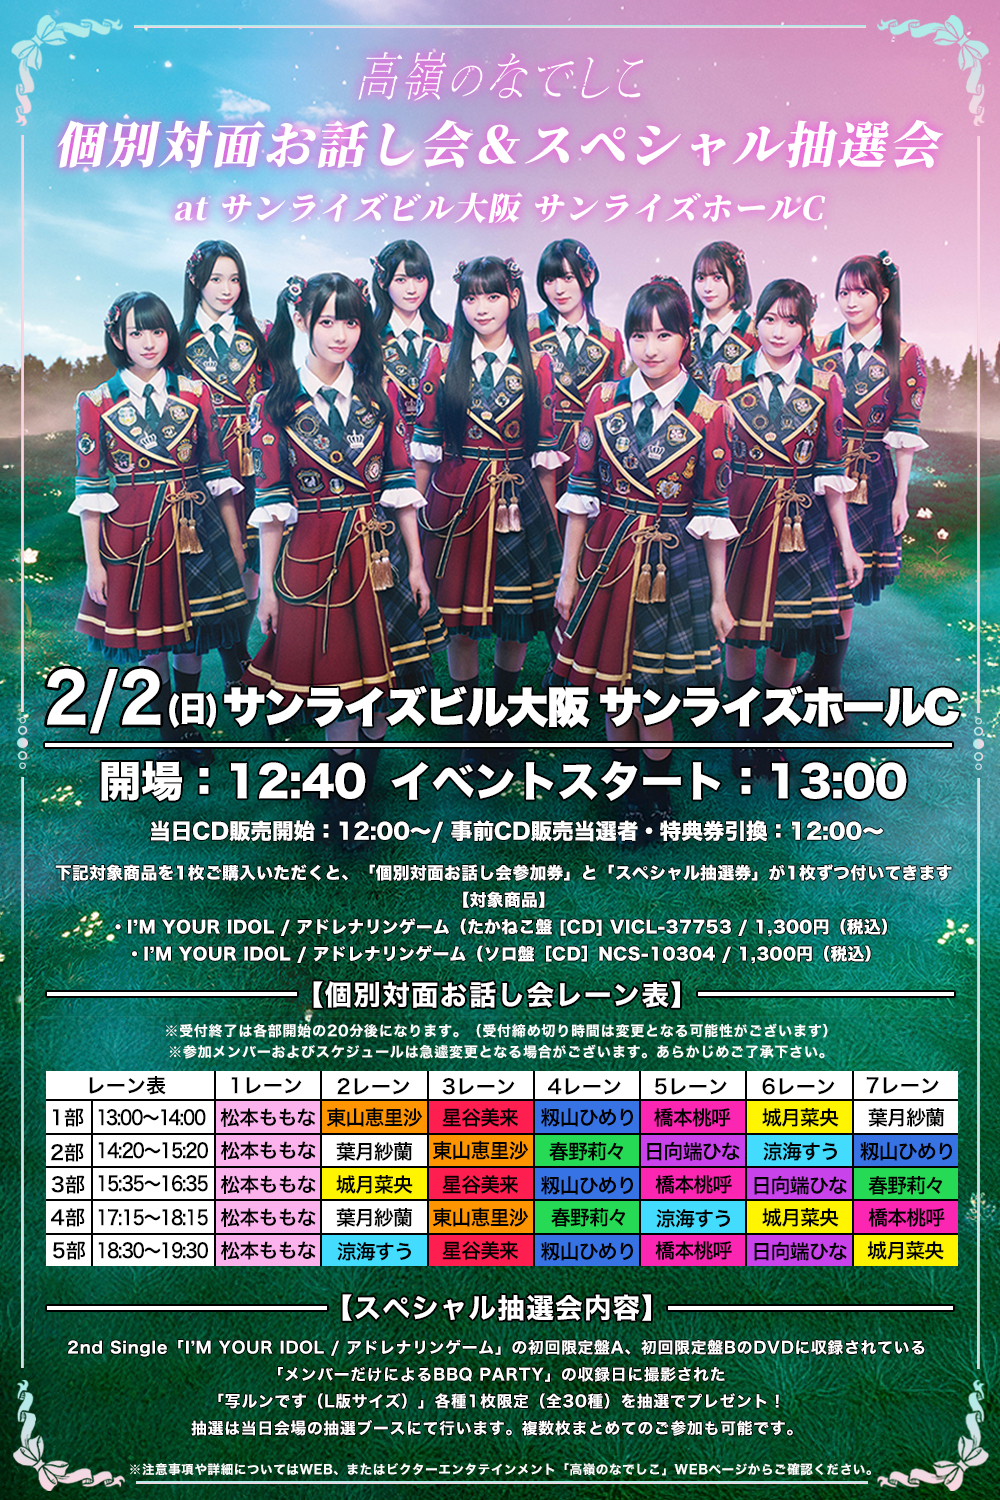 高嶺のなでしこ
個別対面お話し会&スペシャル抽選会
at サンライズビル大阪 サンライズホールC
2/2(日)サンライズビル大阪 サンライズホールC
開場：12:40 イベントスタート：13:00
当日CD販売開始：12:00〜/ 事前CD販売当選者・特典券引換：12:00〜
下記対象商品を1枚ご購入いただくと、「個別対面お話し会参加券」と「スペシャル抽選券」が1枚ずつ付いてきます
【対象商品】
・I'M YOUR IDOL / アドレナリンゲーム（たかねこ盤 [CD] VICL-37753 / 1,300円（税込）
・I'M YOUR IDOL / アドレナリンゲーム（ソロ盤［CD］NCS-10304 / 1,300円（税込）
【個別対面お話し会レーン表】
※受付終了は各部開始の20分後になります。（受付締め切り時間は変更となる可能性がございます）
※参加メンバーおよびスケジュールは急遽変更となる場合がございます。あらかじめご了承下さい。
レーン表 1レーン 2レーン 3レーン 4レーン 5レーン 6レーン 7レーン
1部 13:00〜14:00 松本ももな 東山恵里沙 星谷美来 籾山ひめり 橋本桃呼 城月菜央 葉月紗蘭
2部 14:20〜15:20 松本ももな 葉月紗蘭 東山恵里沙 春野莉々 日向端ひな 涼海すう 籾山ひめり
3部 15:35〜16:35 松本ももな 城月菜央 星谷美来 籾山ひめり 橋本桃呼 日向端ひな 春野莉々
4部 17:15〜18:15 松本ももな 葉月紗蘭 東山恵里沙 春野莉々 涼海すう 城月菜央 橋本桃呼
5部 18:30〜19:30 松本ももな 涼海すう 星谷美来 籾山ひめり 橋本桃呼 日向端ひな 城月菜央
【スペシャル抽選会内容】
2nd Single「I'M YOUR IDOL / アドレナリンゲーム」の初回限定盤A、初回限定盤BのDVDに収録されている
「メンバーだけによるBBQ PARTY」の収録日に撮影された
「写ルンです（L版サイズ）」各種1枚限定（全30種）を抽選でプレゼント！
抽選は当日会場の抽選ブースにて行います。複数枚まとめてのご参加も可能です。
※注意事項や詳細についてはWEB、またはビクターエンタテインメント「高嶺のなでしこ」WEBページからご確認ください。